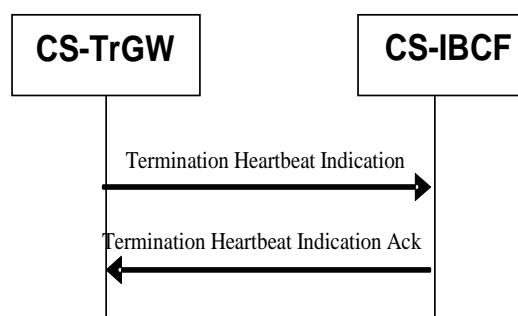 CS-TrGW
CS-IBCF
Termination Heartbeat Indication
Termination Heartbeat Indication Ack